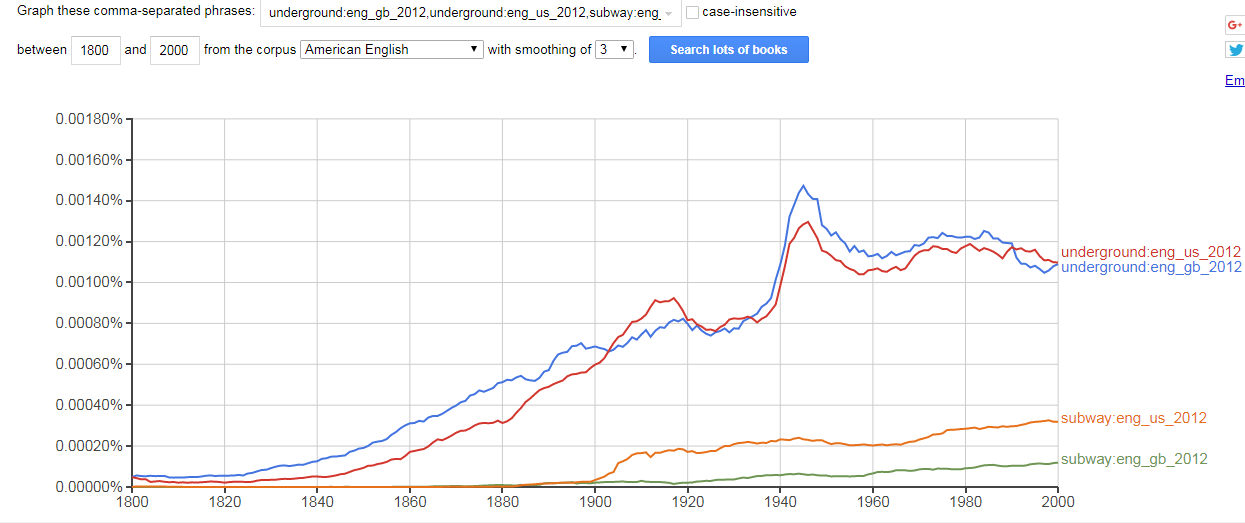 Graph these comma-separated phrases: underground:eng_gb_2012,underground:eng_us_2012,subway:eng_ case-insensitive
between 1800 and 2000 from the corpus American English with smoothing of 3 . Search lots of books
G+
Em
0.00180%
0.00160%
0.00140%
0.00120%
0.00100%
0.00080%
0.00060%
0.00040%
0.00020%
0.00000%
underground:eng_us_2012
underground:eng_gb_2012
subway:eng_us_2012
subway:eng_gb_2012
1800 1820 1840 1860 1880 1900 1920 1940 1960 1980 2000